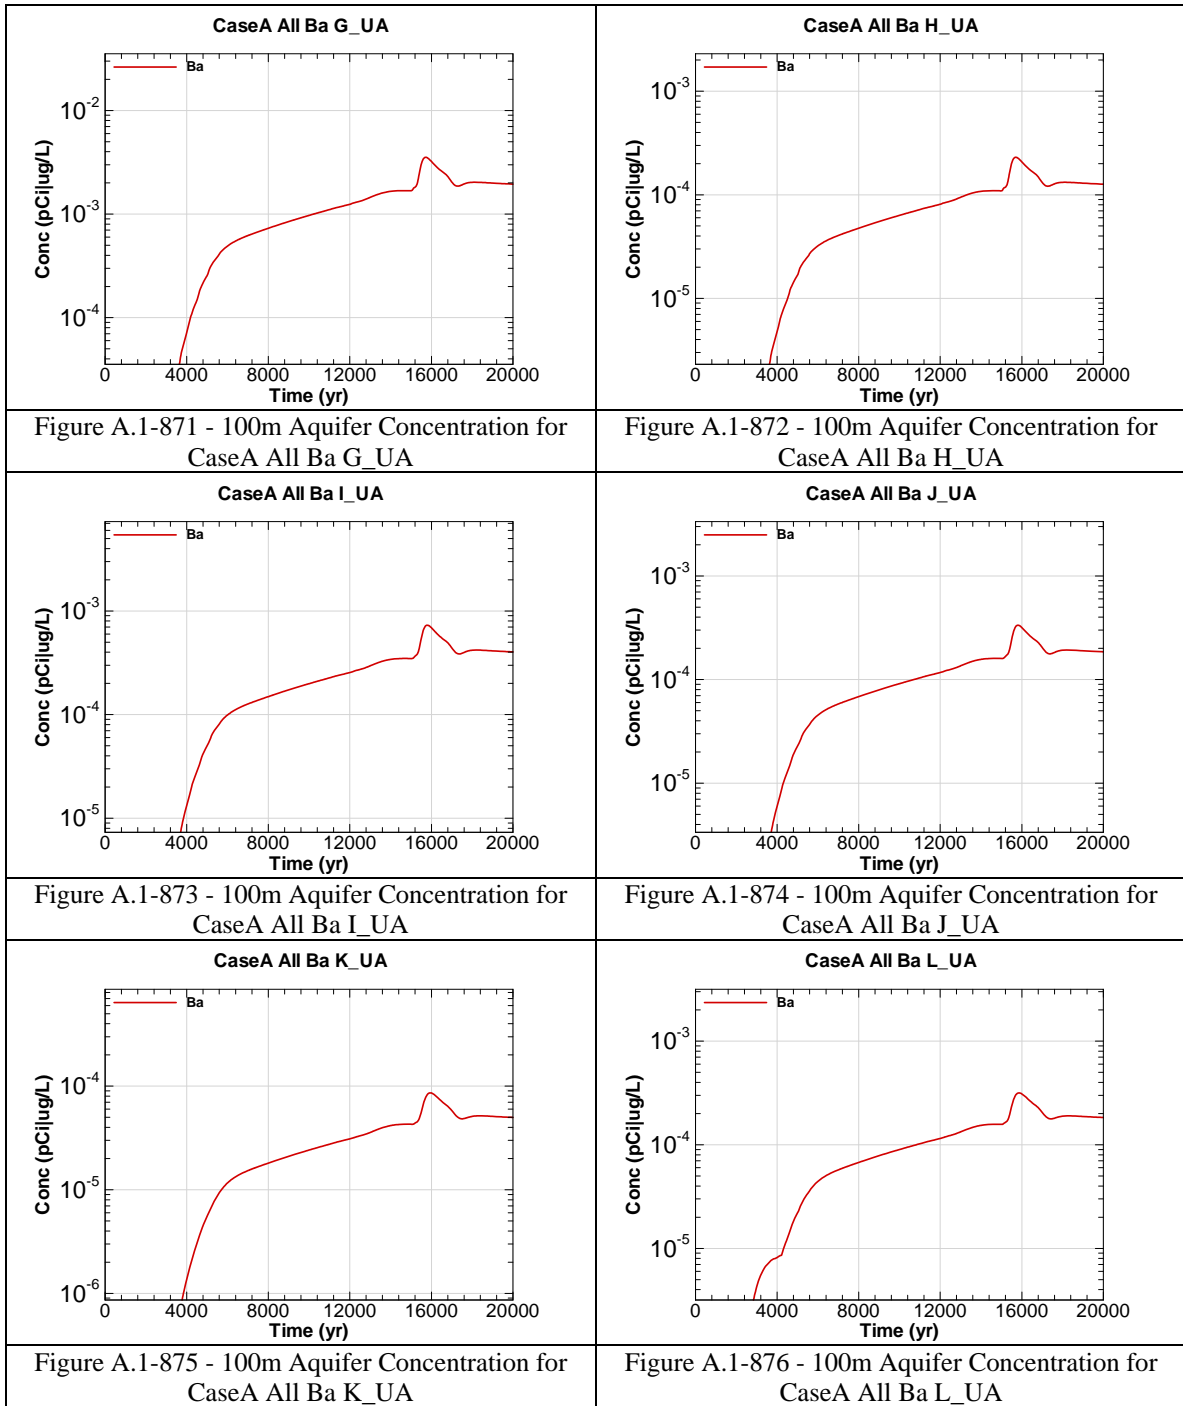 CaseA All Ba G_UA
Ba
10-2
10-3
10-4
Conc (pCi|ug/L)
0 4000 8000 12000 16000 20000
Time (yr)
Figure A.1-871 - 100m Aquifer Concentration for
CaseA All Ba G_UA
CaseA All Ba H_UA
Ba
10-3
10-4
10-5
Conc (pCi|ug/L)
0 4000 8000 12000 16000 20000
Time (yr)
Figure A.1-872 - 100m Aquifer Concentration for
CaseA All Ba H_UA
CaseA All Ba I_UA
Ba
10-3
10-4
10-5
Conc (pCi|ug/L)
0 4000 8000 12000 16000 20000
Time (yr)
Figure A.1-873 - 100m Aquifer Concentration for
CaseA All Ba I_UA
CaseA All Ba J_UA
Ba
10-3
10-4
10-5
Conc (pCi|ug/L)
0 4000 8000 12000 16000 20000
Time (yr)
Figure A.1-874 - 100m Aquifer Concentration for
CaseA All Ba J_UA
CaseA All Ba K_UA
Ba
10-4
10-5
10-6
Conc (pCi|ug/L)
0 4000 8000 12000 16000 20000
Time (yr)
Figure A.1-875 - 100m Aquifer Concentration for
CaseA All Ba K_UA
CaseA All Ba L_UA
Ba
10-3
10-4
10-5
Conc (pCi|ug/L)
0 4000 8000 12000 16000 20000
Time (yr)
Figure A.1-876 - 100m Aquifer Concentration for
CaseA All Ba L_UA